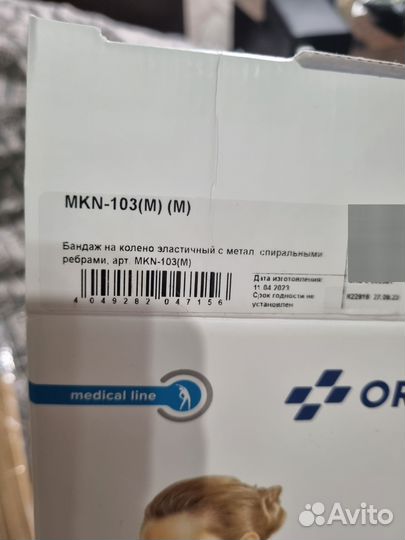 MKN-103(M) (M)
Бандаж на колено эластичный с метал. спиральными
ребрами, арт. MKN-103(M)
4 049282 047156
Дата изготовления:
11.04.2023
Срок годности не
установлен
medical line
OR
Avito